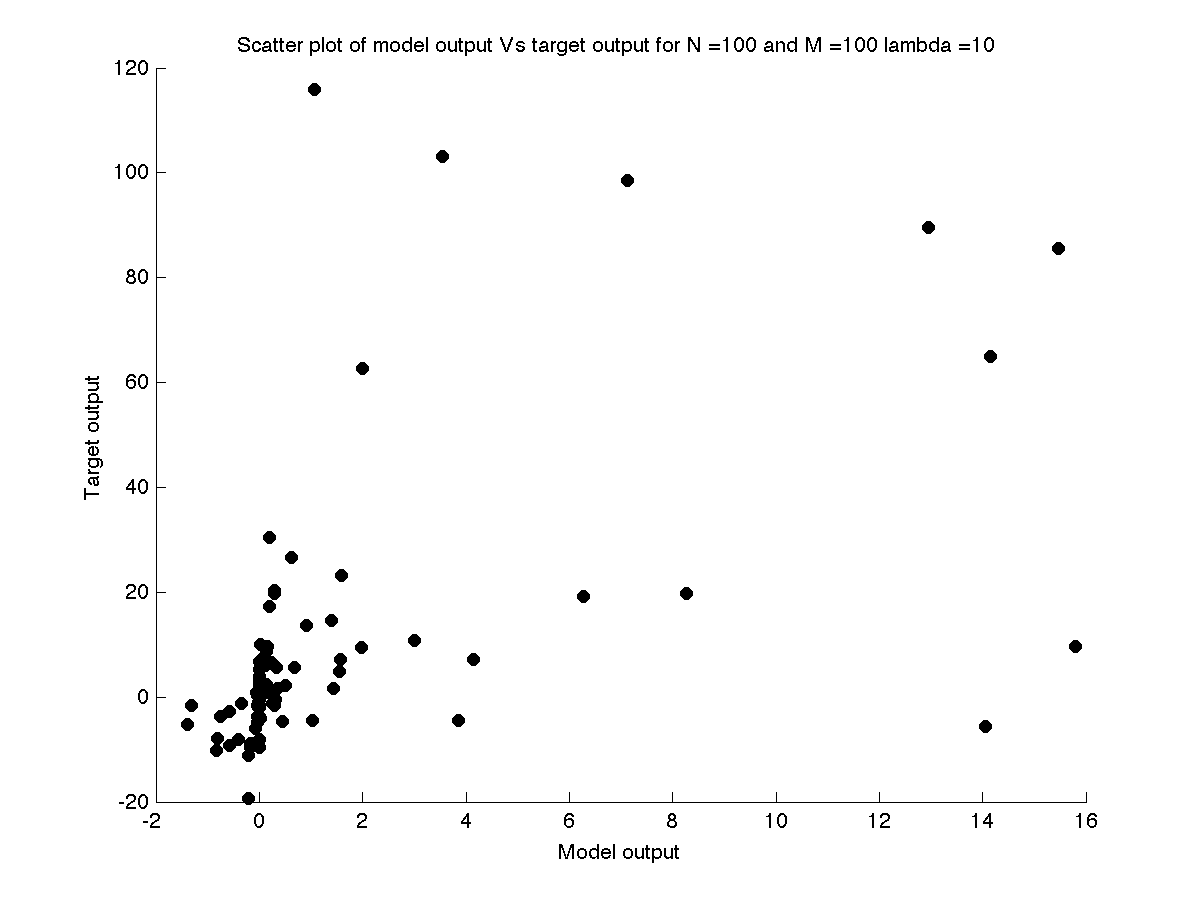 Scatter plot of model output Vs target output for N =100 and M =100 lambda =10
120
100
80
60
40
20
0
-20
Target output
-2 0 2 4 6 8 10 12 14 16
Model output